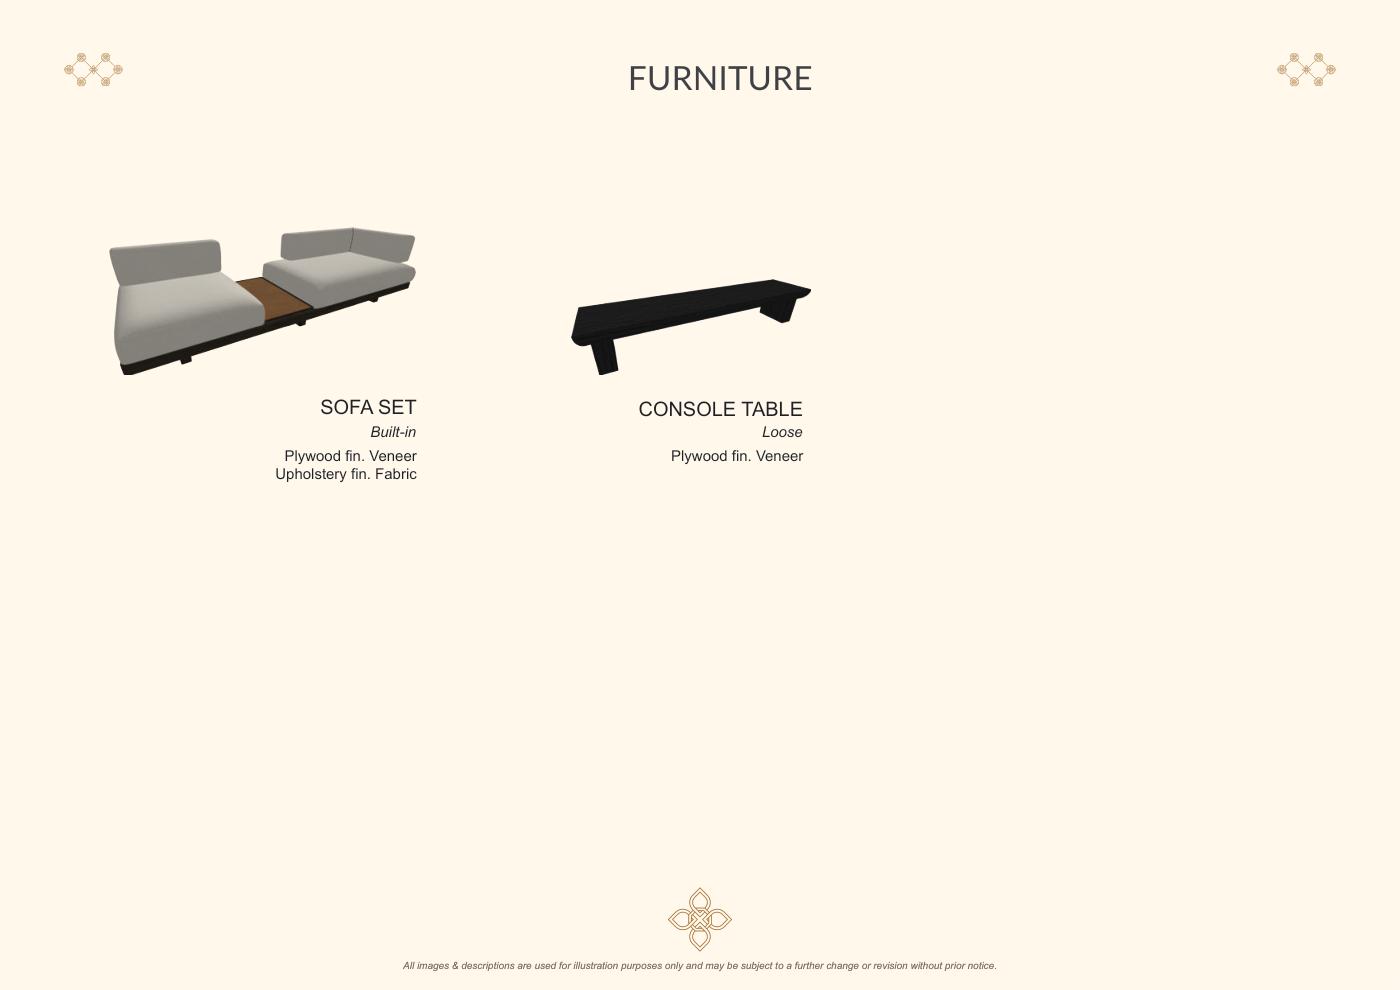 FURNITURE
SOFA SET
Built-in
Plywood fin. Veneer
Upholstery fin. Fabric
CONSOLE TABLE
Loose
Plywood fin. Veneer
All images & descriptions are used for illustration purposes only and may be subject to a further change or revision without prior notice.